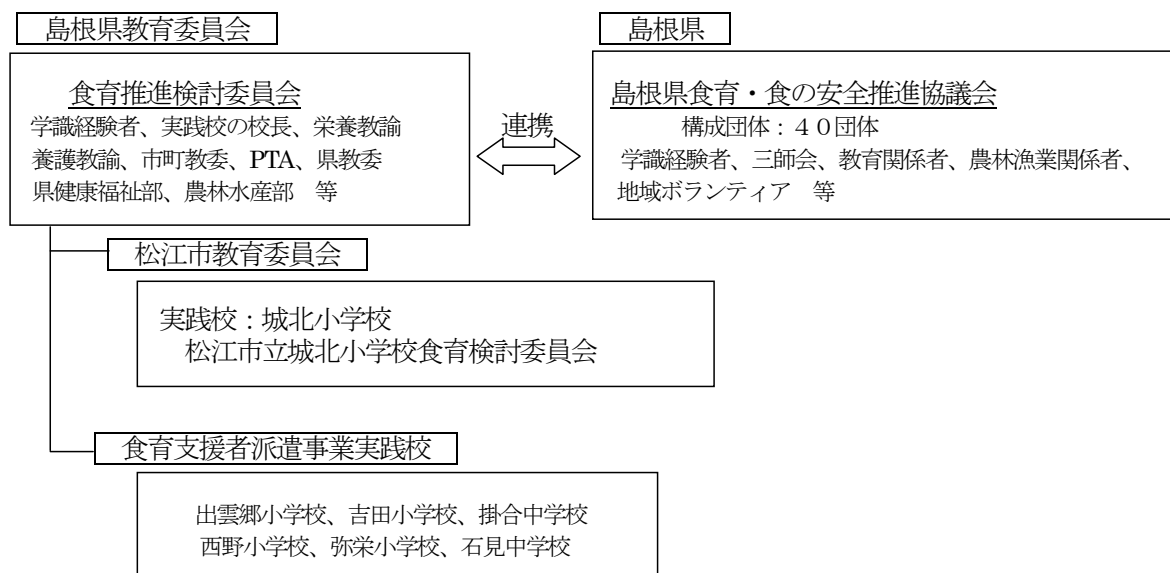 島根県教育委員会
食育推進検討委員会
学識経験者、実践校の校長、栄養教諭
養護教諭、市町教委、PTA、県教委
県健康福祉部、農林水産部　等
連携
島根県
島根県食育・食の安全推進協議会
構成団体：４０団体
学識経験者、三師会、教育関係者、農林漁業関係者、
地域ボランティア　等
松江市教育委員会
実践校：城北小学校
松江市立城北小学校食育検討委員会
食育支援者派遣事業実践校
出雲郷小学校、吉田小学校、掛合中学校
西野小学校、弥栄小学校、石見中学校